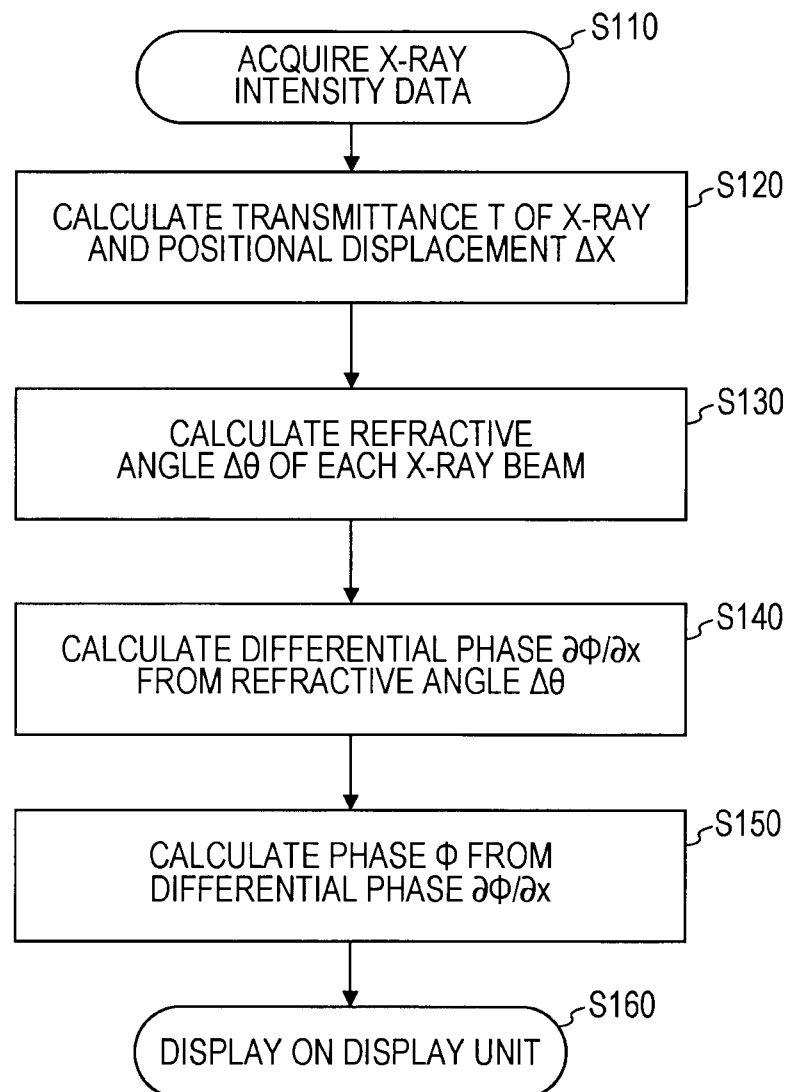 S110
ACQUIRE X-RAY
INTENSITY DATA
S120
CALCULATE TRANSMITTANCE T OF X-RAY
AND POSITIONAL DISPLACEMENT ΔX
S130
CALCULATE REFRACTIVE
ANGLE Δθ OF EACH X-RAY BEAM
S140
CALCULATE DIFFERENTIAL PHASE ∂Φ/∂x
FROM REFRACTIVE ANGLE Δθ
S150
CALCULATE PHASE Φ FROM
DIFFERENTIAL PHASE ∂Φ/∂x
S160
DISPLAY ON DISPLAY UNIT